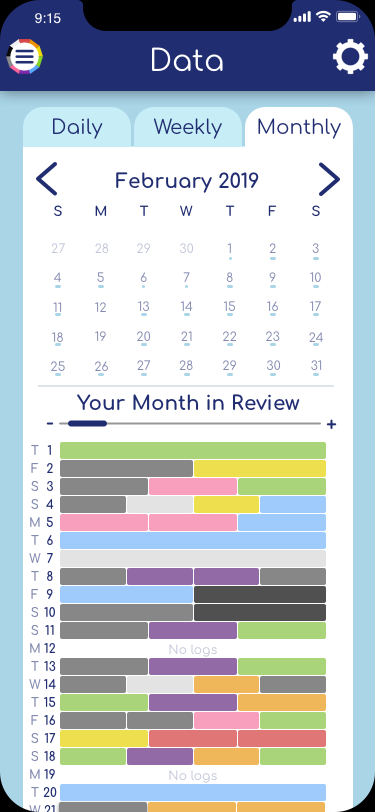 9:15
Data
Daily Weekly Monthly
February 2019
S M T W T F S
27 28 29 30 1 2 3
4 5 6 7 8 9 10
11 12 13 14 15 16 17
18 19 20 21 22 23 24
25 26 27 28 29 30 31
Your Month in Review
- +
T 1
F 2
S 3
S 4
M 5
T 6
W 7
T 8
F 9
S 10
S 11
M 12 No logs
T 13
W 14
T 15
F 16
S 17
S 18
M 19 No logs
T 20
W 21